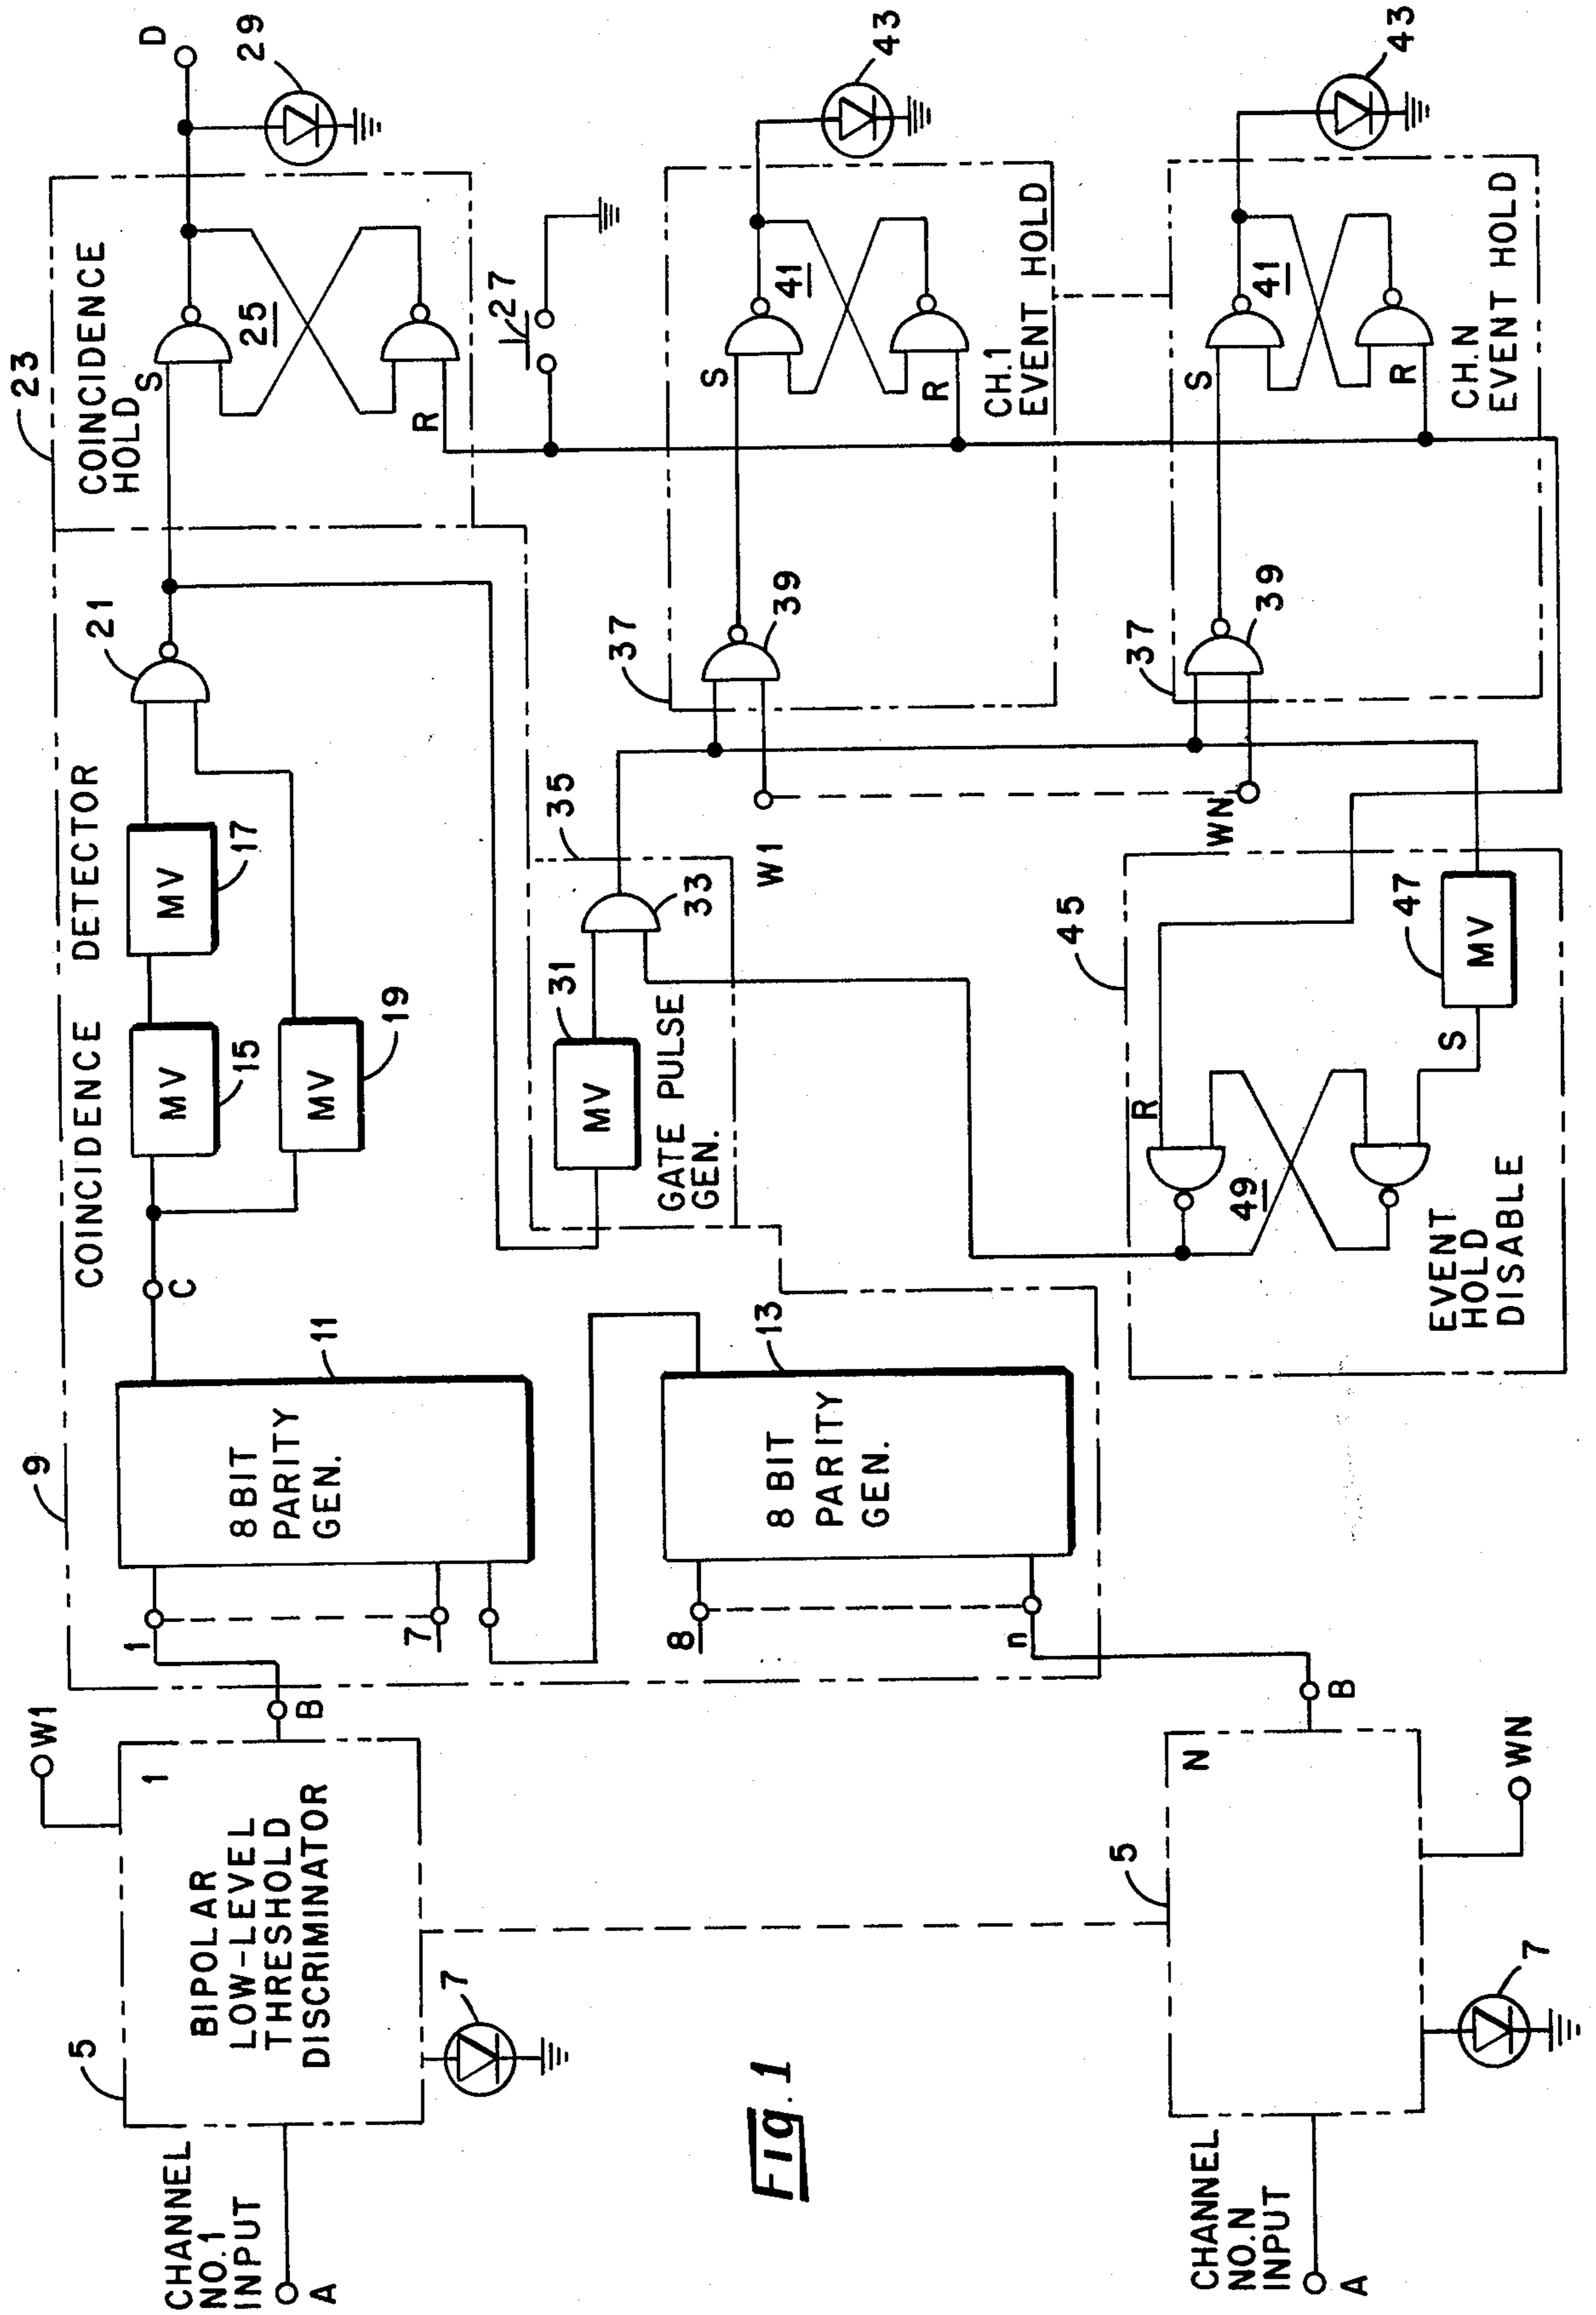 CHANNEL
NO.1
INPUT
A
5
BIPOLAR
LOW-LEVEL
THRESHOLD
DISCRIMINATOR
1
W1
7
B
9
1
7
8 BIT
PARITY
GEN.
11
8
n
8 BIT
PARITY
GEN.
13
C
COINCIDENCE DETECTOR
MV
15
MV
17
MV
19
21
23
COINCIDENCE
HOLD
S
R
25
D
29
27
MV
31
GATE PULSE
GEN.
33
35
W1
WN
37
39
S
R
41
CH.1
EVENT HOLD
43
37
39
S
R
41
CH.N
EVENT HOLD
43
45
R
49
S
MV
47
EVENT
HOLD
DISABLE
CHANNEL
NO.N
INPUT
A
5
N
B
WN
7
Fig. 1